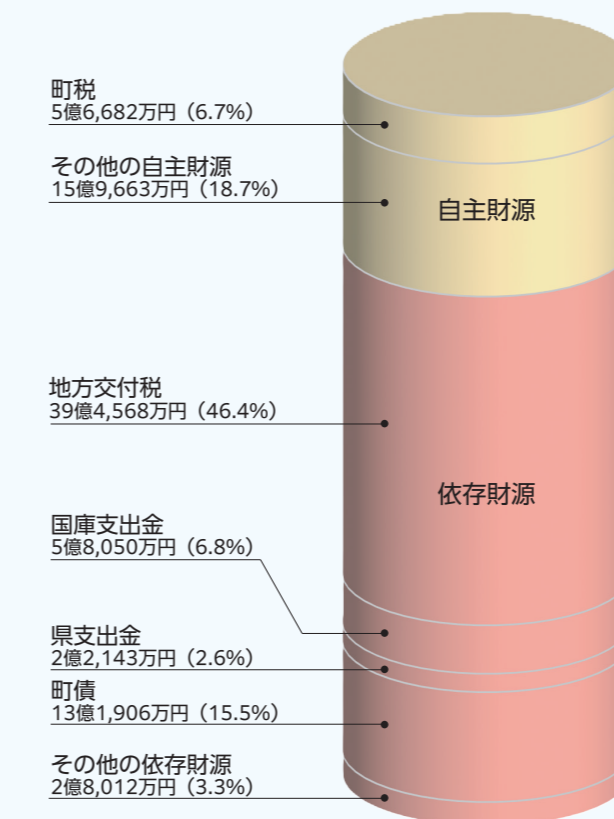 町税
5億6,682万円（6.7%）
その他の自主財源
15億9,663万円（18.7%）
自主財源
地方交付税
39億4,568万円（46.4%）
依存財源
国庫支出金
5億8,050万円（6.8%）
県支出金
2億2,143万円（2.6%）
町債
13億1,906万円（15.5%）
その他の依存財源
2億8,012万円（3.3%）